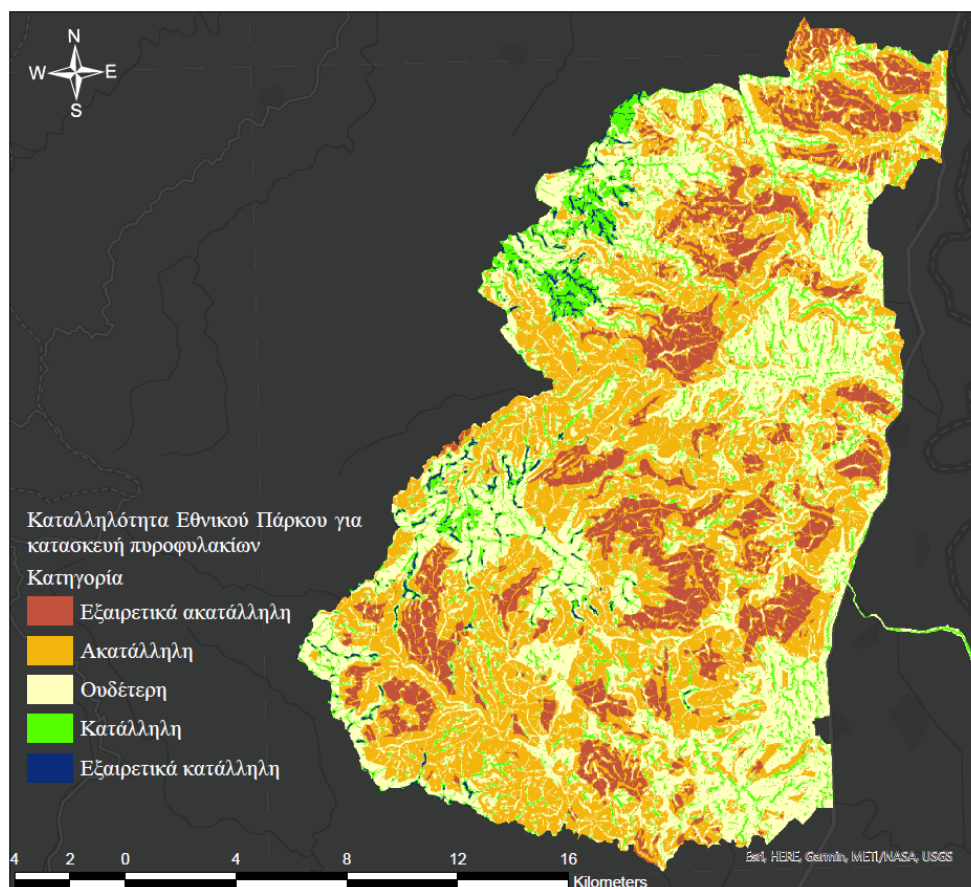 N
W E
S
Καταλληλότητα Εθνικού Πάρκου για
κατασκευή πυροφυλακίων
Κατηγορία
Εξαιρετικά ακατάλληλη
Ακατάλληλη
Ουδέτερη
Κατάλληλη
Εξαιρετικά κατάλληλη
Esri, HERE, Garmin, METI/NASA, USGS
4 2 0 4 8 12 16
Kilometers